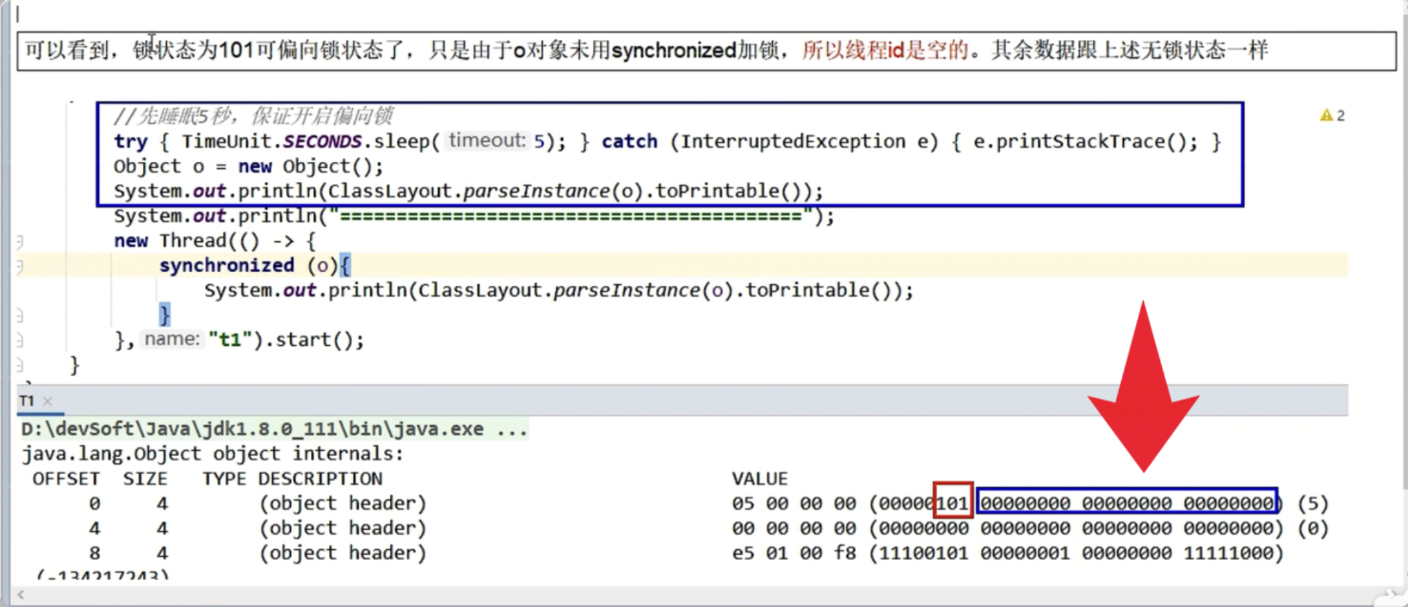 可以看到，锁状态为101可偏向锁状态了，只是由于o对象未用synchronized加锁，所以线程id是空的。其余数据跟上述无锁状态一样
//先睡眠5秒，保证开启偏向锁
2
try { TimeUnit.SECONDS.sleep( timeout: 5); } catch (InterruptedException e) { e.printStackTrace(); }
Object o = new Object();
System.out.println(ClassLayout.parseInstance(o).toPrintable());
System.out.println("=========================================");
new Thread(() -> {
synchronized (o){
System.out.println(ClassLayout.parseInstance(o).toPrintable());
}
}, name: "t1").start();
}
T1 ×
D:\devSoft\Java\jdk1.8.0_111\bin\java.exe ...
java.lang.Object object internals:
OFFSET SIZE TYPE DESCRIPTION VALUE
0 4 (object header) 05 00 00 00 (00000101 00000000 00000000 00000000) (5)
4 4 (object header) 00 00 00 00 (00000000 00000000 00000000 00000000) (0)
8 4 (object header) e5 01 00 f8 (11100101 00000001 00000000 11111000)
(-134217243)